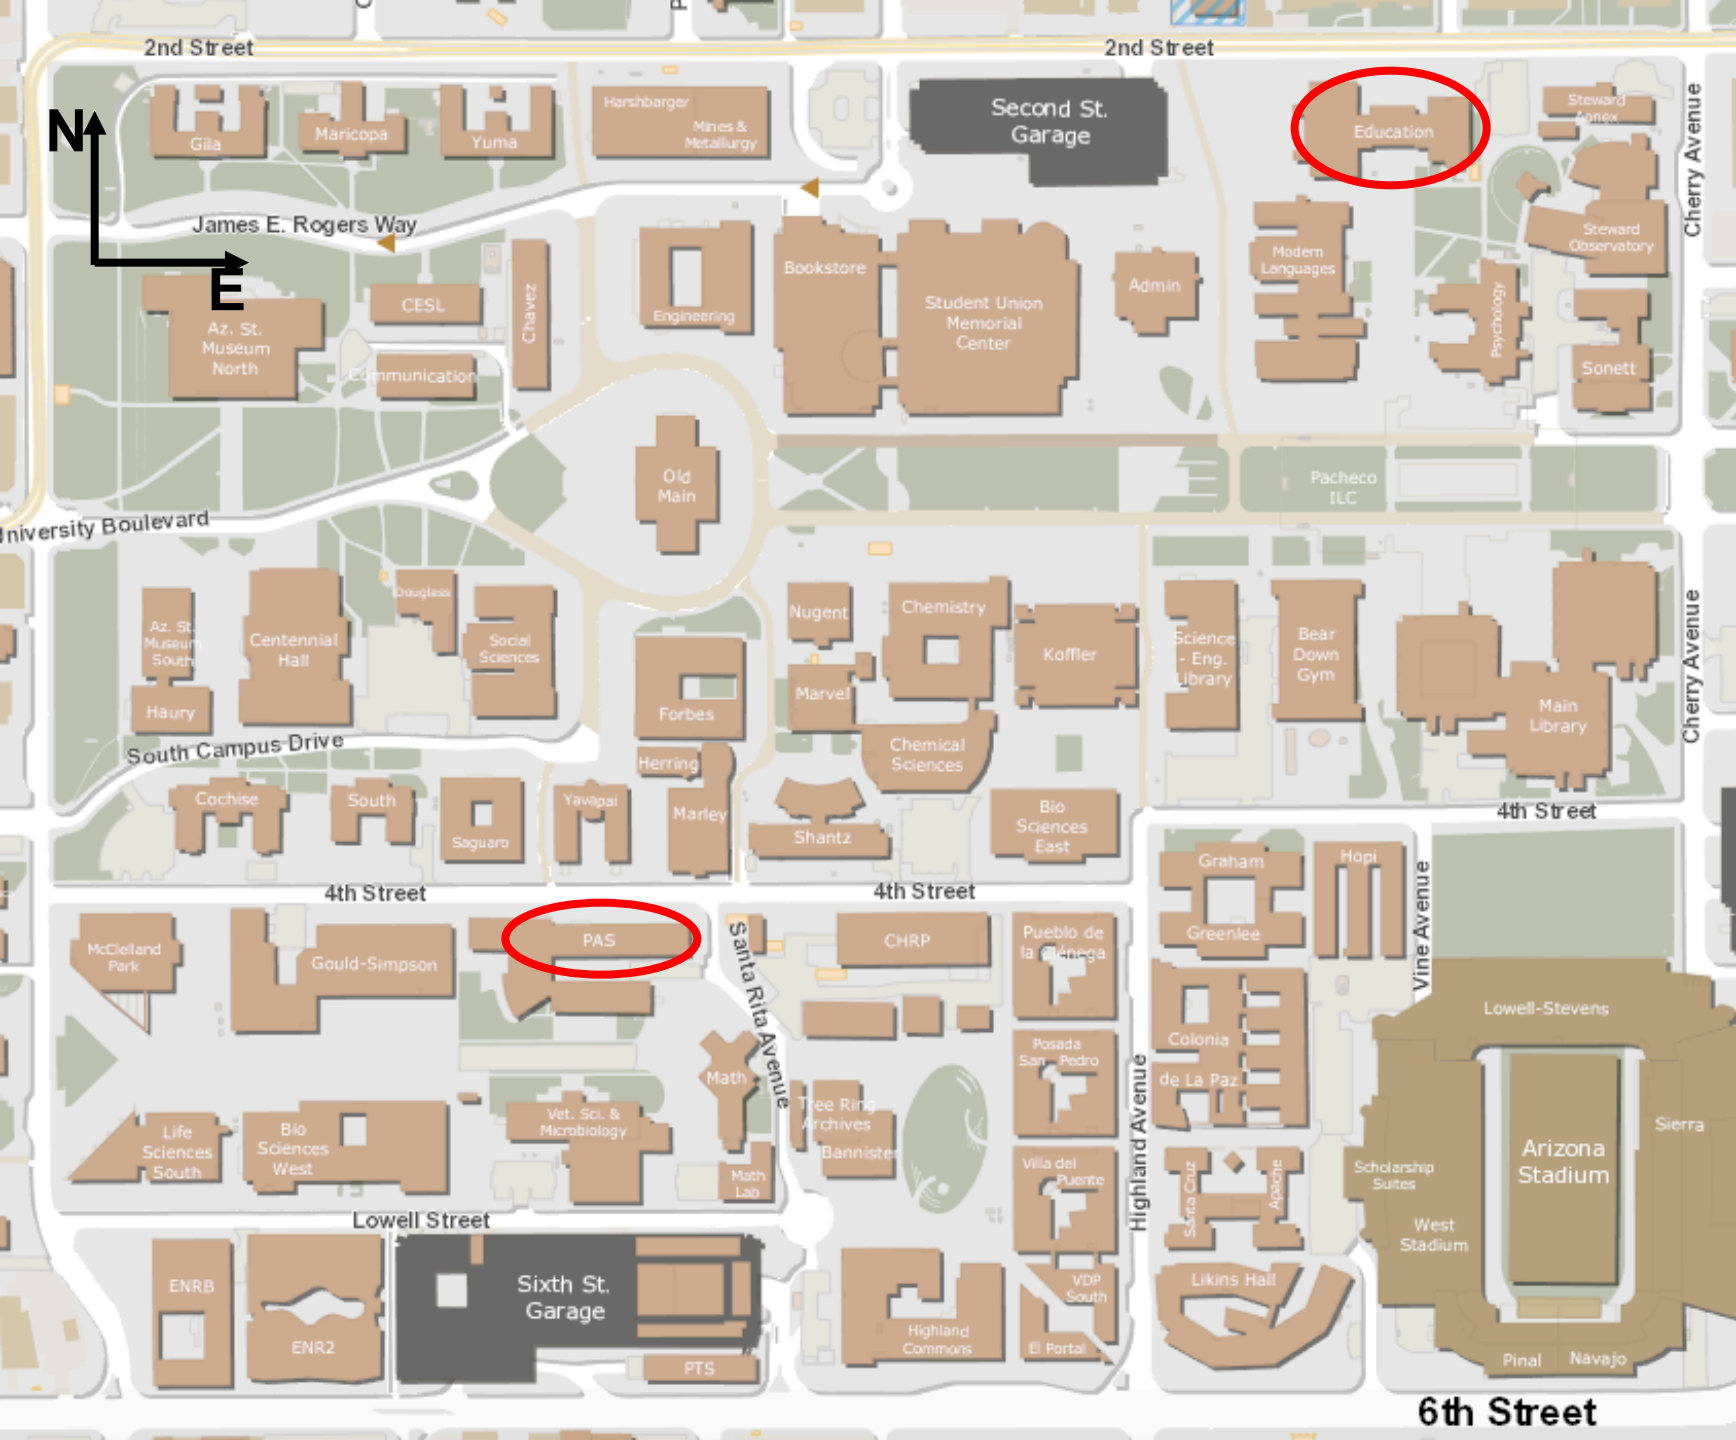 2nd Street
2nd Street
N
E
Gila
Maricopa
Yuma
Harshbarger
Mines &
Metallurgy
Second St.
Garage
Education
Steward
Annex
Cherry Avenue
James E. Rogers Way
Az. St.
Museum
North
CESL
Communication
Chavez
Engineering
Bookstore
Student Union
Memorial
Center
Admin
Modern
Languages
Psychology
Steward
Observatory
Sonett
Old
Main
Pacheco
ILC
University Boulevard
Az. St.
Museum
South
Haury
Centennial
Hall
Douglass
Social
Sciences
Forbes
Herring
Marley
Nugent
Marvel
Chemistry
Chemical
Sciences
Koffler
Science
- Eng.
Library
Bear
Down
Gym
Main
Library
Cherry Avenue
South Campus Drive
Cochise
South
Saguaro
Yavapai
Shantz
Bio
Sciences
East
4th Street
4th Street
4th Street
McClelland
Park
Gould-Simpson
PAS
Santa Rita Avenue
CHRP
Pueblo de
la Cienega
Graham
Greenlee
Hopi
Vine Avenue
Lowell-Stevens
Posada
San Pedro
Colonia
de La Paz
Highland Avenue
Math
Tree Ring
Archives
Bannister
Life
Sciences
South
Bio
Sciences
West
Vet. Sci. &
Microbiology
Math
Lab
Villa del
Puente
Santa Cruz
Apache
Scholarship
Suites
West
Stadium
Arizona
Stadium
Sierra
Lowell Street
ENRB
ENR2
Sixth St.
Garage
PTS
Highland
Commons
VDP
South
El Portal
Likins Hall
Pinal
Navajo
6th Street